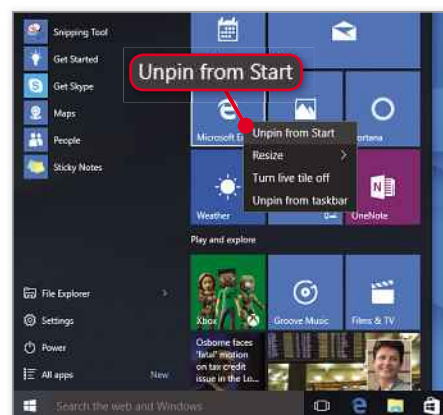 Snipping Tool
Get Started
Get Skype
Maps
People
Sticky Notes
File Explorer
Settings
Power
All apps New
Search the web and Windows
Unpin from Start
Microsoft E
ortana
Unpin from Start
Resize
Turn live tile off
Unpin from taskbar
Weather
OneNote
Play and explore
Xbox
Groove Music
Films & TV
Osborne faces
'fatal' motion
on tax credit
issue in the Lo...